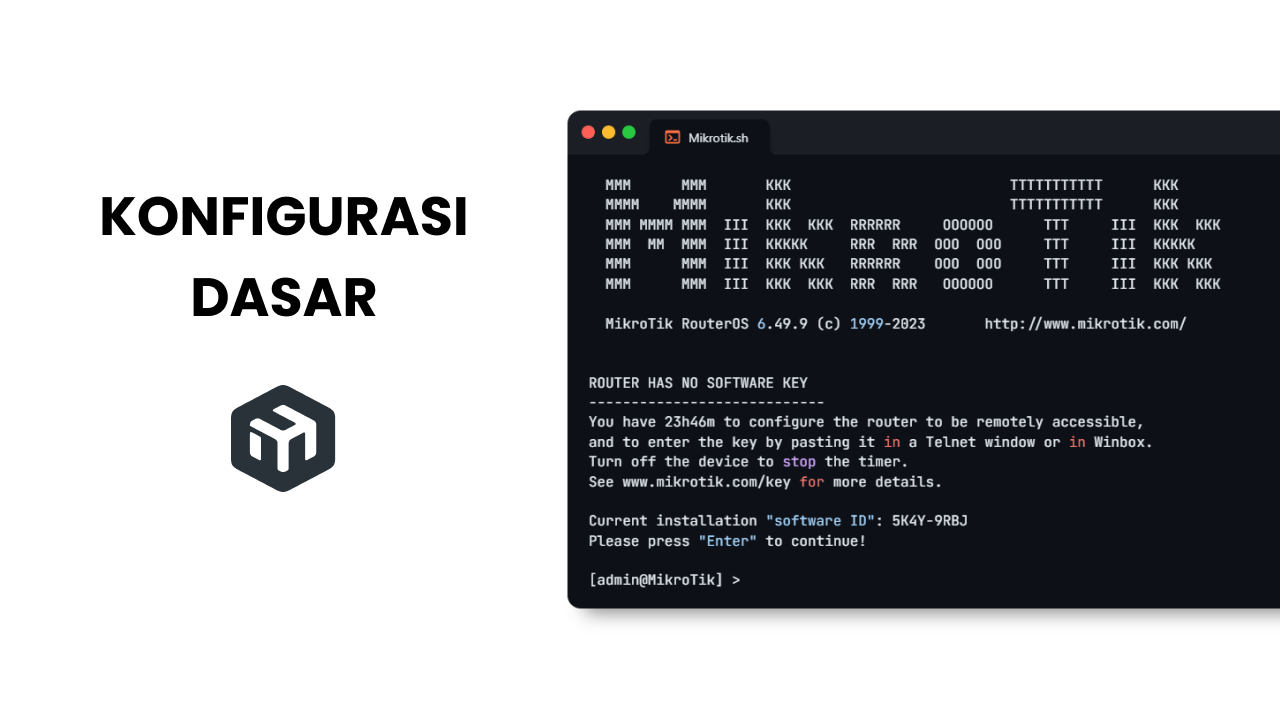 KONFIGURASI
DASAR
Mikrotik.sh
MMM      MMM       KKK                          TTTTTTTTTTT      KKK
MMMM    MMMM       KKK                          TTTTTTTTTTT      KKK
MMM MMMM MMM  III  KKK  KKK  RRRRRR     OOOOOO      TTT     III  KKK  KKK
MMM  MM  MMM  III  KKKKK     RRR  RRR  OOO  OOO     TTT     III  KKKKK
MMM      MMM  III  KKK KKK   RRRRRR    OOO  OOO     TTT     III  KKK KKK
MMM      MMM  III  KKK  KKK  RRR  RRR   OOOOOO      TTT     III  KKK  KKK
MikroTik RouterOS 6.49.9 (c) 1999-2023       http://www.mikrotik.com/
ROUTER HAS NO SOFTWARE KEY
----------------------------
You have 23h46m to configure the router to be remotely accessible,
and to enter the key by pasting it in a Telnet window or in Winbox.
Turn off the device to stop the timer.
See www.mikrotik.com/key for more details.
Current installation "software ID": 5K4Y-9RBJ
Please press "Enter" to continue!
[admin@MikroTik] >